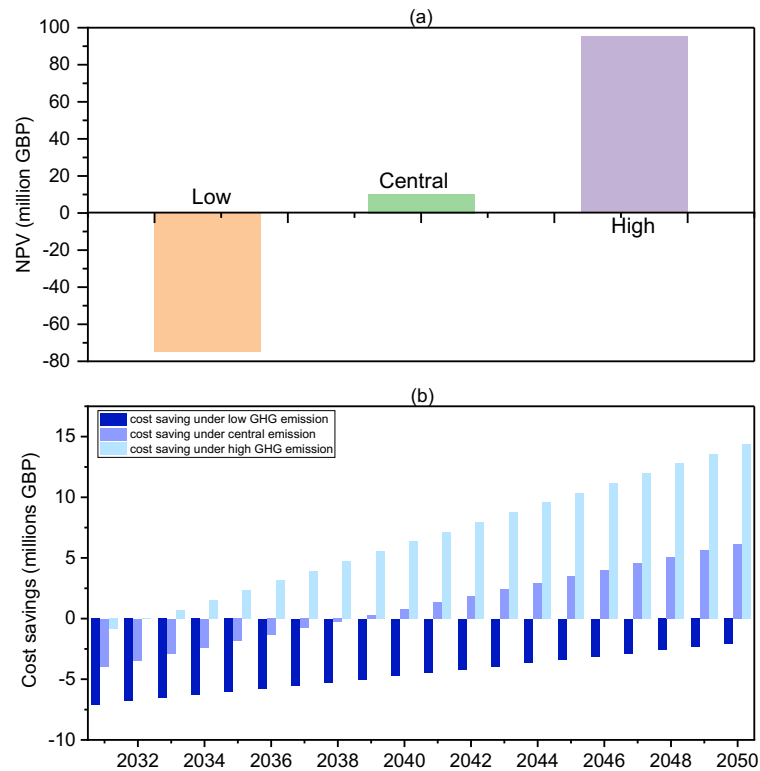 (a)
100
80
60
40
20
0
-20
-40
-60
-80
NPV (million GBP)
Low
Central
High
(b)
cost saving under low GHG emission
cost saving under central emission
cost saving under high GHG emission
15
10
5
0
-5
-10
Cost savings (millions GBP)
2032 2034 2036 2038 2040 2042 2044 2046 2048 2050